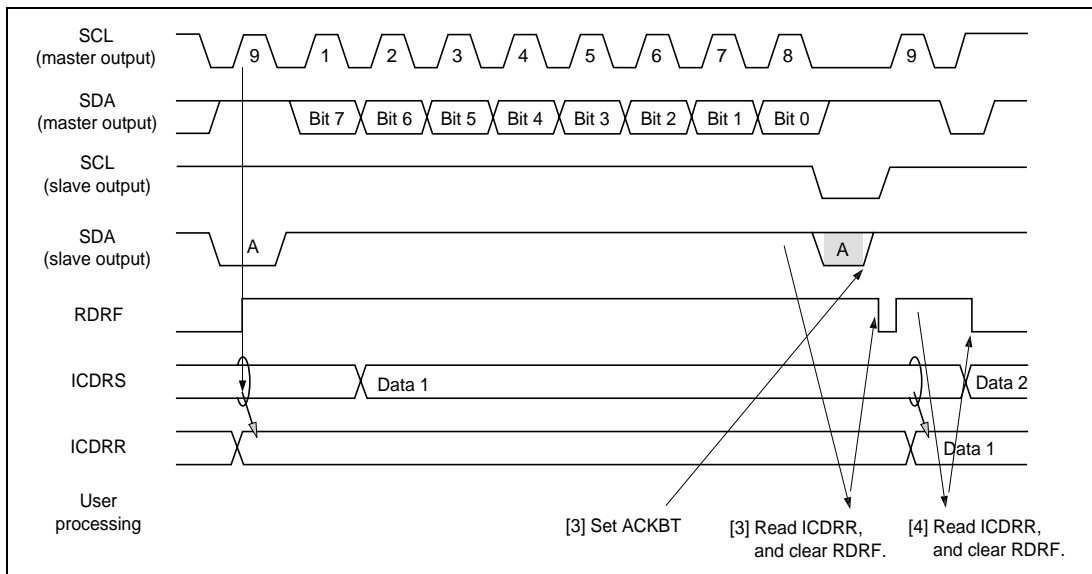 SCL
(master output)
9 1 2 3 4 5 6 7 8 9
SDA
(master output)
Bit 7 Bit 6 Bit 5 Bit 4 Bit 3 Bit 2 Bit 1 Bit 0
SCL
(slave output)
SDA
(slave output)
A A
RDRF
ICDRS
Data 1 Data 2
ICDRR
Data 1
User
processing
[3] Set ACKBT
[3] Read ICDRR,
and clear RDRF.
[4] Read ICDRR,
and clear RDRF.